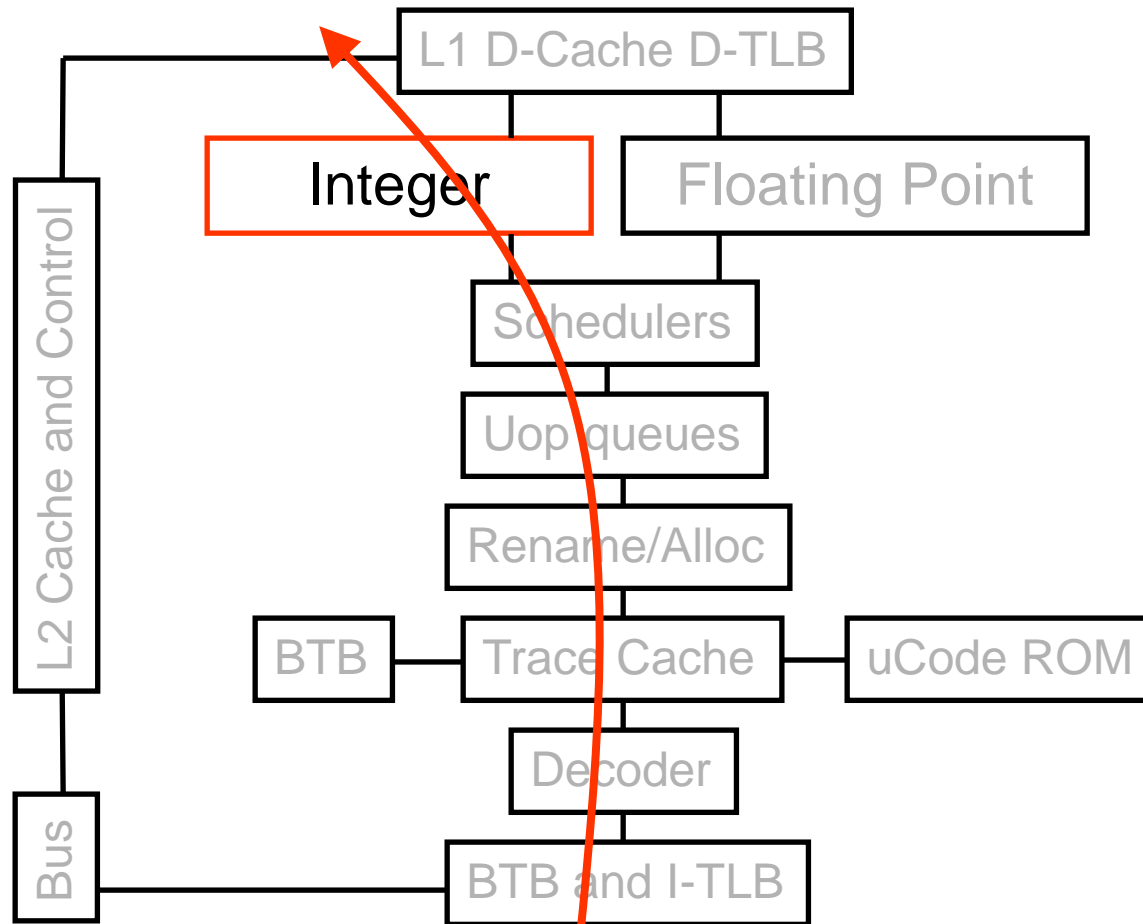 L1 D-Cache D-TLB
Integer
Floating Point
L2 Cache and Control
Schedulers
Uop queues
Rename/Alloc
BTB
Trace Cache
uCode ROM
Decoder
Bus
BTB and I-TLB